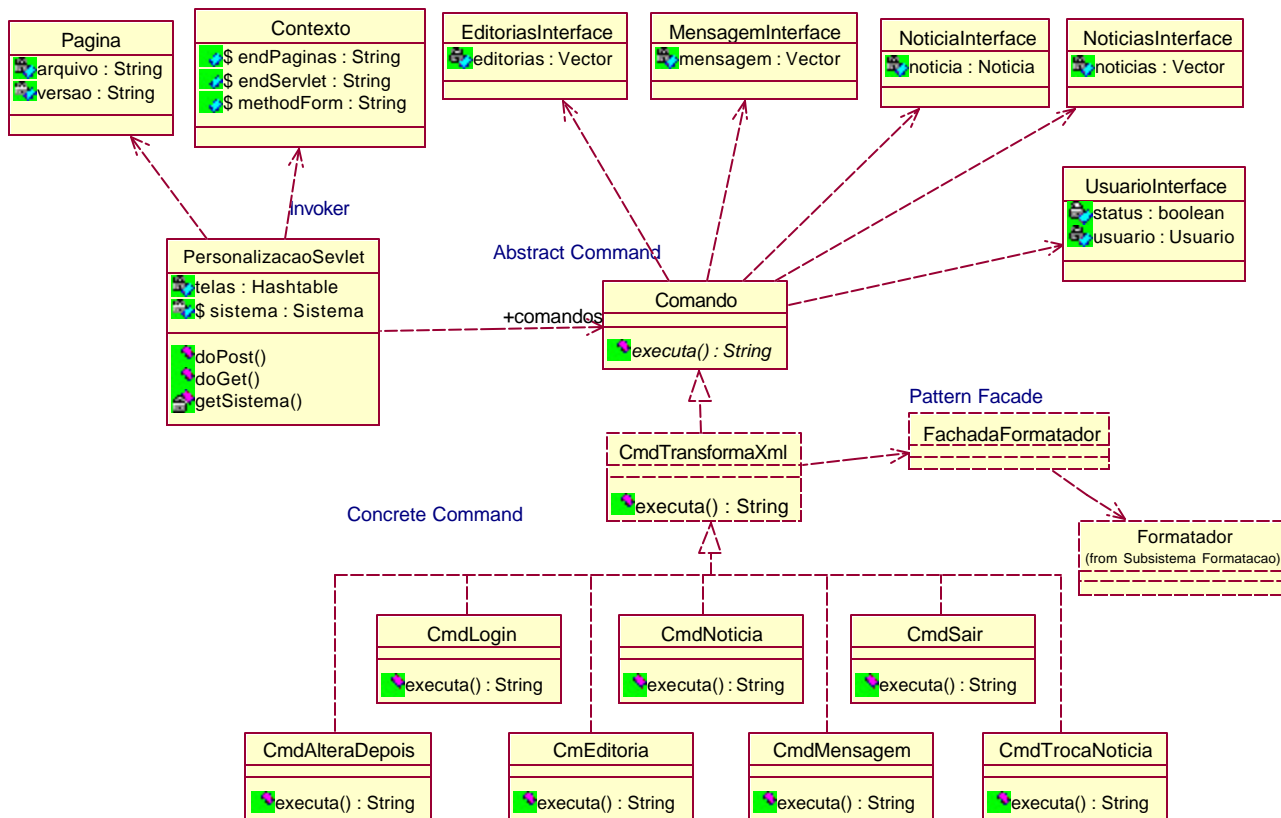 Pagina
arquivo : String
versao : String
Contexto
$ endPaginas : String
$ endServlet : String
$ methodForm : String
EditoriasInterface
editorias : Vector
MensagemInterface
mensagem : Vector
NoticiaInterface
noticia : Noticia
NoticiasInterface
noticias : Vector
UsuarioInterface
status : boolean
usuario : Usuario
Invoker
PersonalizacaoSevlet
telas : Hashtable
$ sistema : Sistema
doPost()
doGet()
getSistema()
+comandos
Abstract Command
Comando
executa() : String
Pattern Facade
FachadaFormatador
CmdTransformaXml
executa() : String
Formatador
(from Subsistema Formatacao)
Concrete Command
CmdLogin
executa() : String
CmdNoticia
executa() : String
CmdSair
executa() : String
CmdAlteraDepois
executa() : String
CmEditoria
executa() : String
CmdMensagem
executa() : String
CmdTrocaNoticia
executa() : String